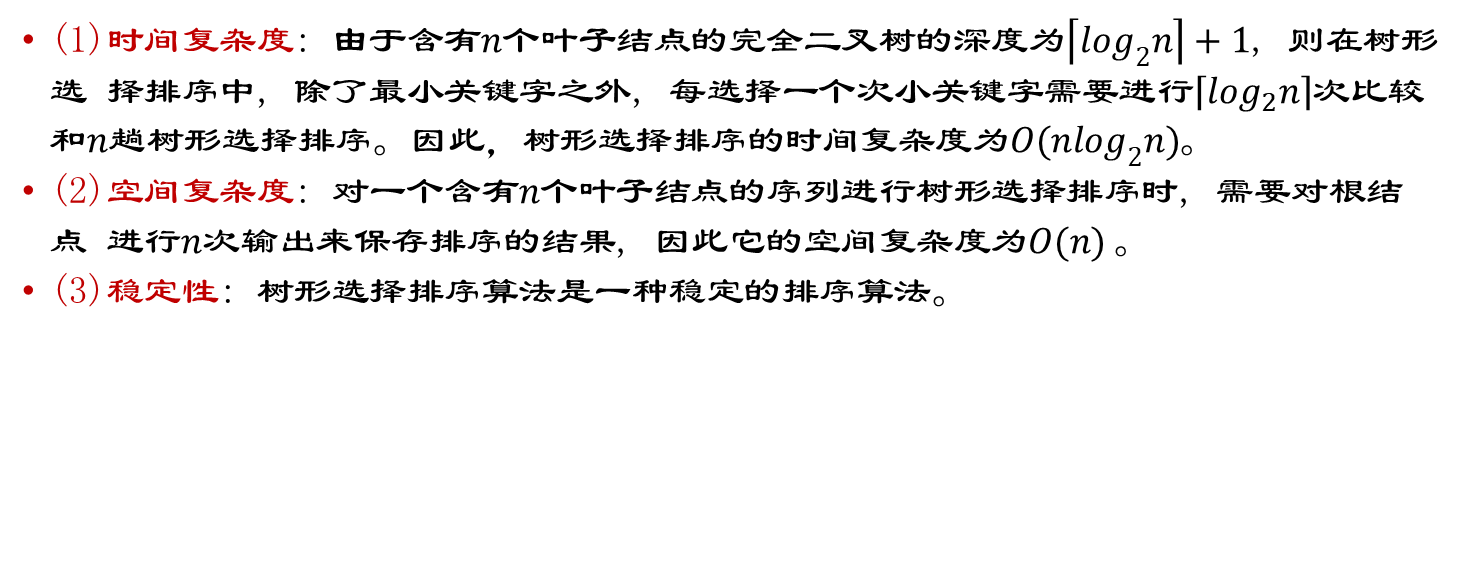 • (1)时间复杂度：由于含有n个叶子结点的完全二叉树的深度为⌈log₂n⌉+1，则在树形
选 择排序中，除了最小关键字之外，每选择一个次小关键字需要进行⌈log₂n⌉次比较
和n趟树形选择排序。因此，树形选择排序的时间复杂度为O(nlog₂n)。
• (2)空间复杂度：对一个含有n个叶子结点的序列进行树形选择排序时，需要对根结
点 进行n次输出来保存排序的结果，因此它的空间复杂度为O(n) 。
• (3)稳定性：树形选择排序算法是一种稳定的排序算法。